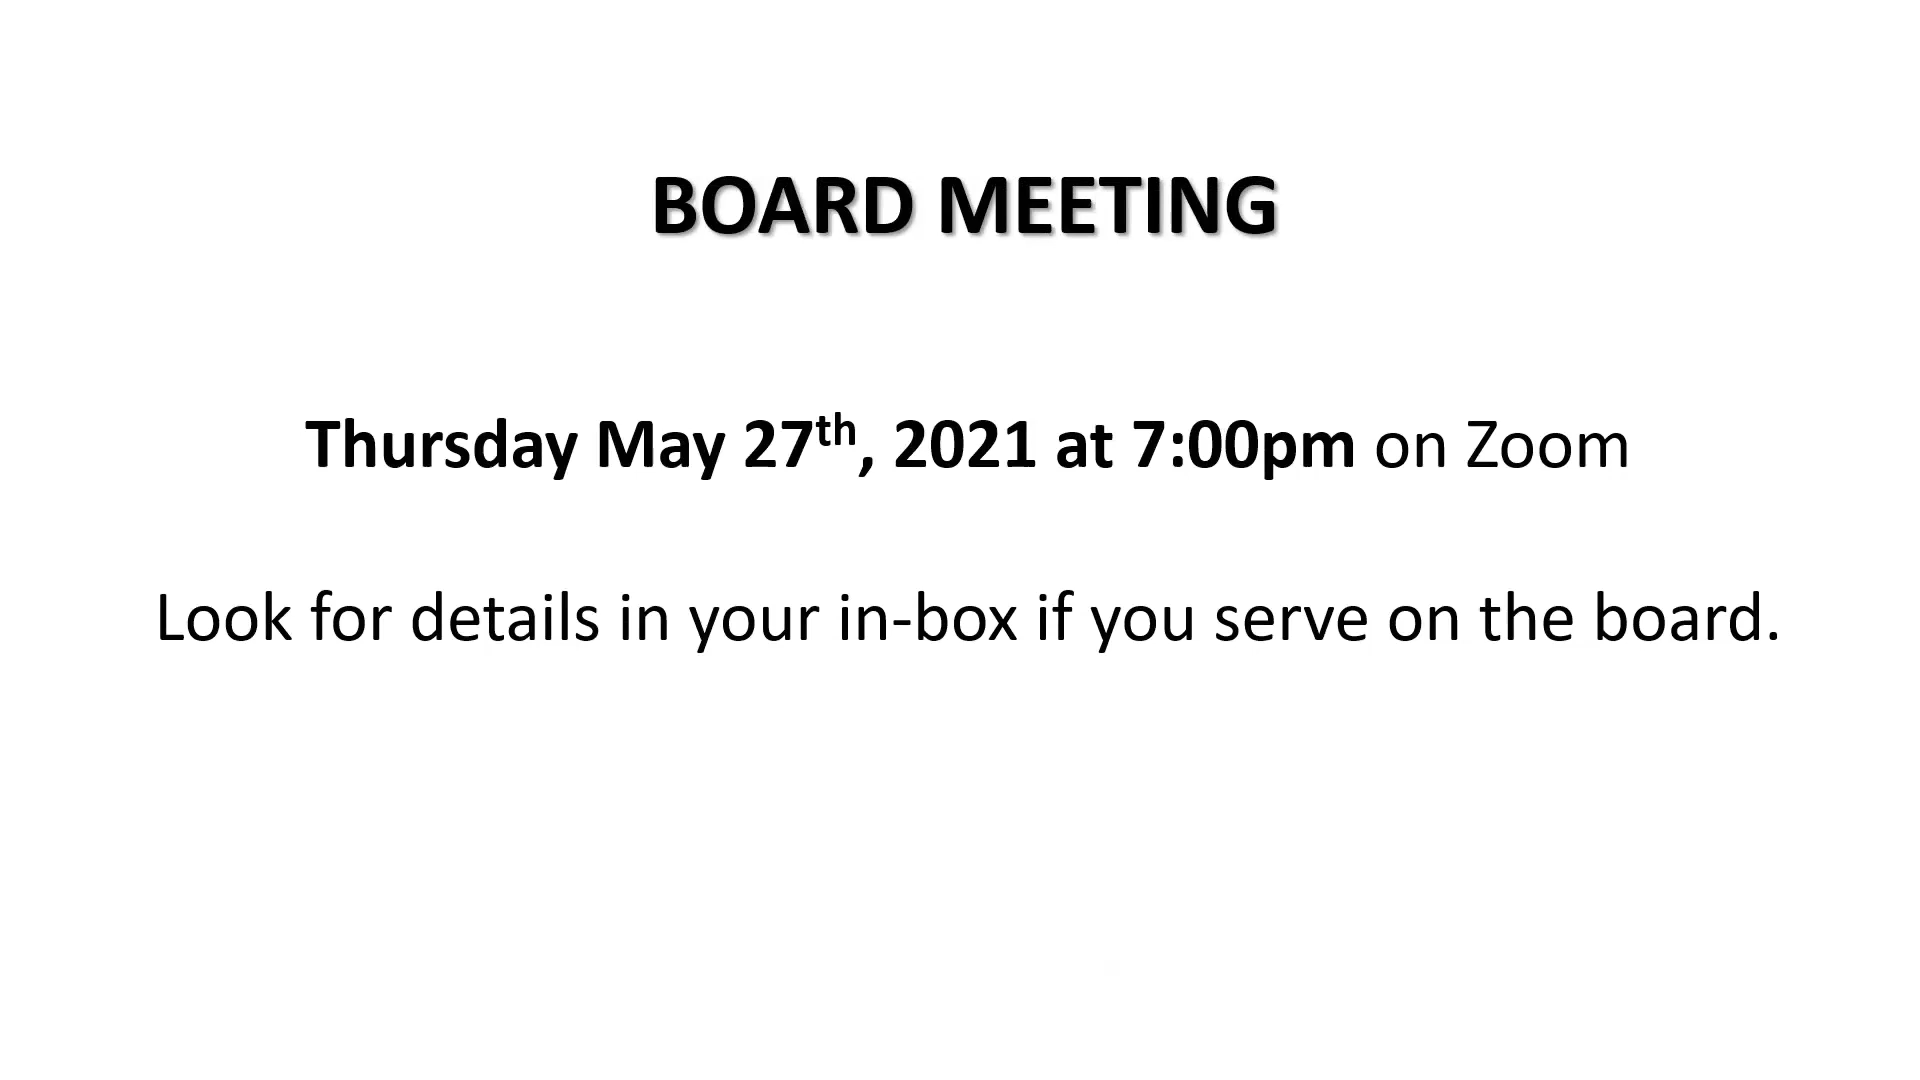 BOARD MEETING
Thursday May 27th, 2021 at 7:00pm on Zoom
Look for details in your in-box if you serve on the board.